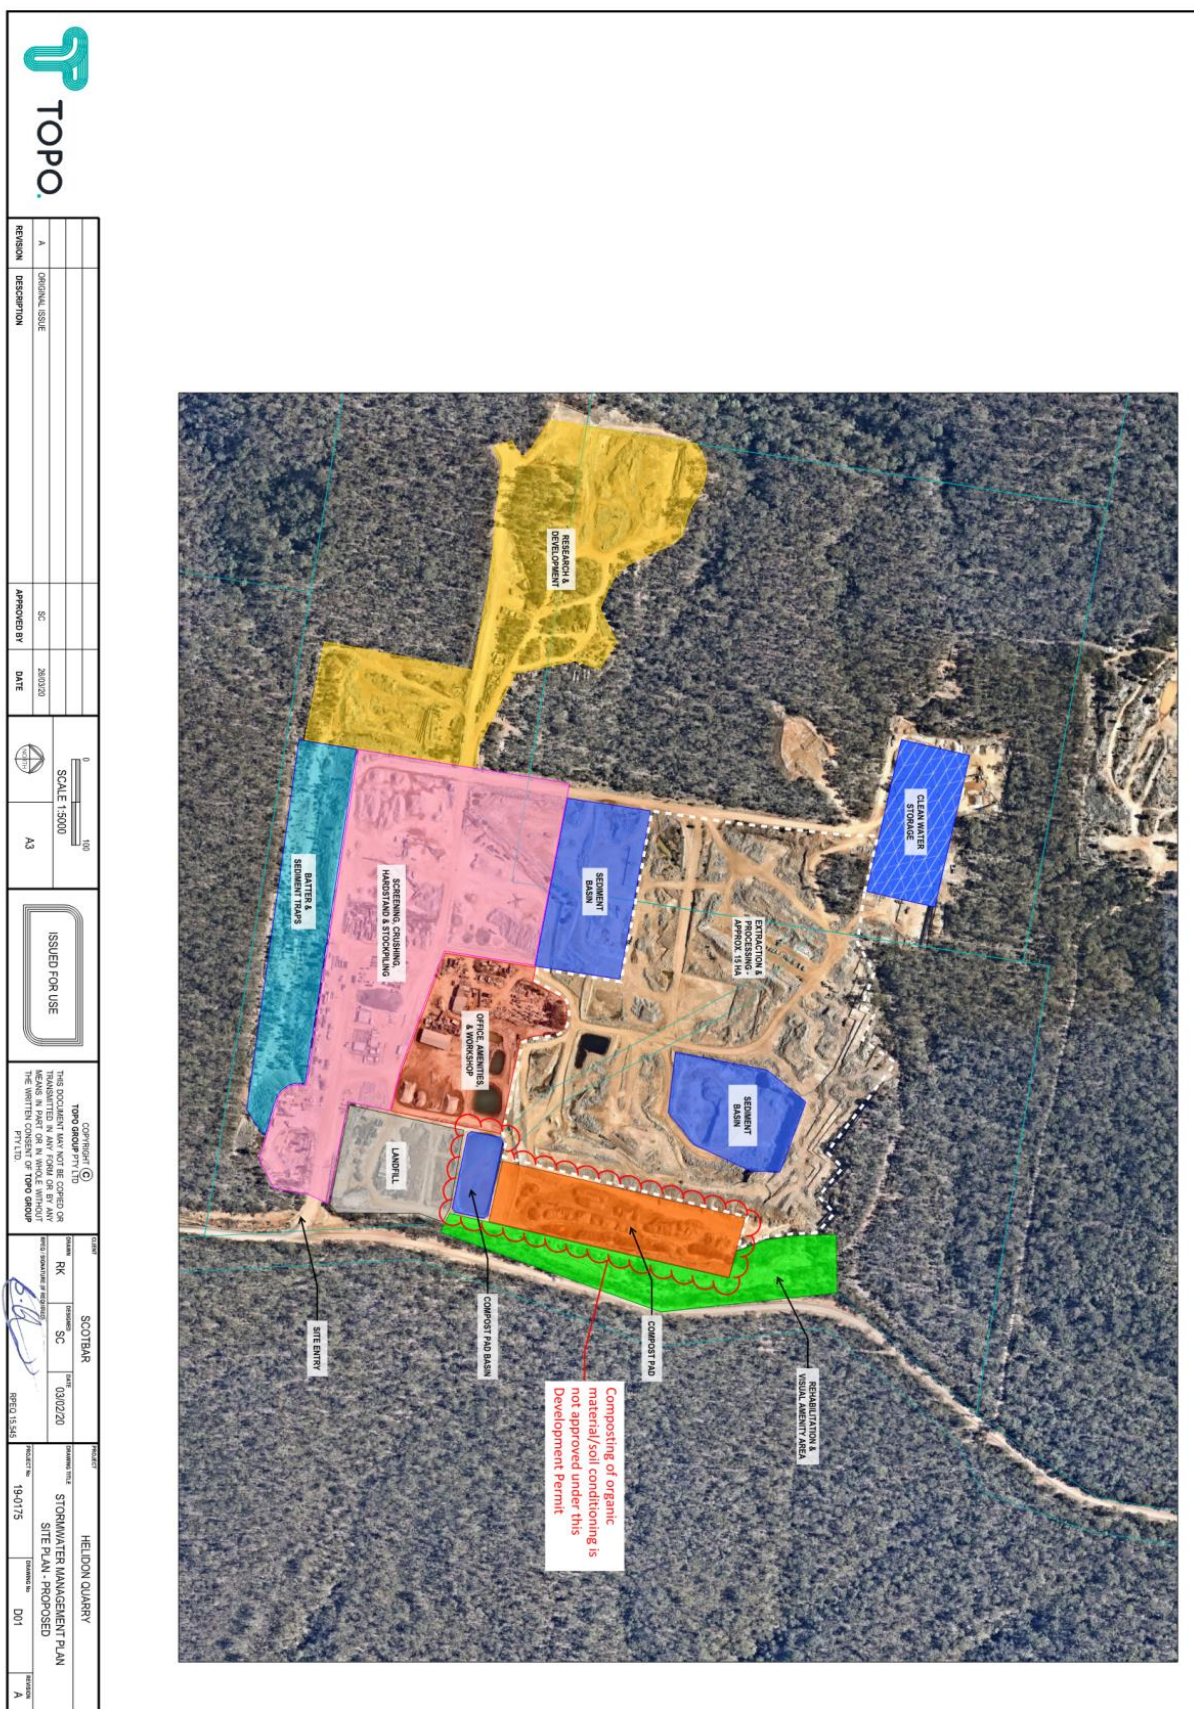 TOPO.
REVISION
DESCRIPTION
APPROVED BY
DATE
A
ORIGINAL ISSUE
SC
26/03/20
0
100
SCALE 1:5000
NORTH
A3
ISSUED FOR USE
COPYRIGHT ©
TOPO GROUP PTY LTD
THIS DOCUMENT MAY NOT BE COPIED OR
TRANSMITTED IN ANY FORM OR BY ANY
MEANS IN PART OR IN WHOLE WITHOUT
THE WRITTEN CONSENT OF TOPO GROUP
PTY LTD
CLIENT
SCOTBAR
DRAWN
RK
DESIGNED
SC
DATE
03/02/20
RPEQ 15,545
PROJECT
HELIDON QUARRY
DRAWING TITLE
STORMWATER MANAGEMENT PLAN
SITE PLAN - PROPOSED
PROJECT No
19-0175
DRAWING No
D01
REVISION
A
RESEARCH &
DEVELOPMENT
CLEAN WATER
STORAGE
BATTER &
SEDIMENT TRAPS
SCREENING, CRUSHING,
HARDSTAND & STOCKPILING
SEDIMENT
BASIN
EXTRACTION &
PROCESSING -
APPROX. 15 HA
OFFICE, AMENITIES,
& WORKSHOP
SEDIMENT
BASIN
LANDFILL
SITE ENTRY
COMPOST PAD BASIN
COMPOST PAD
REHABILITATION &
VISUAL AMENITY AREA
Composting of organic
material/soil conditioning is
not approved under this
Development Permit